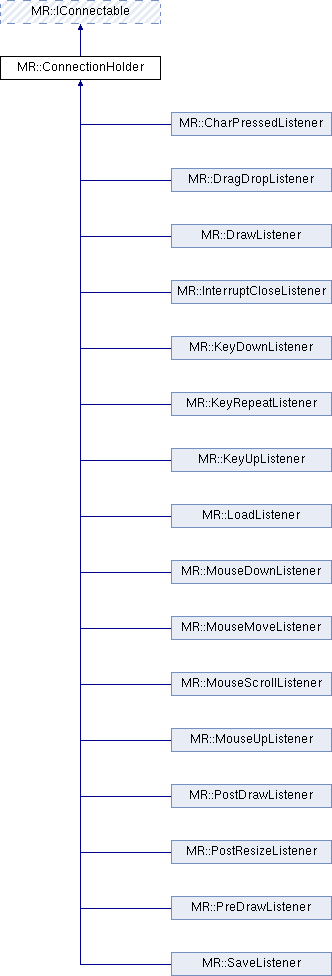 MR::IConnectable
MR::ConnectionHolder
MR::CharPressedListener
MR::DragDropListener
MR::DrawListener
MR::InterruptCloseListener
MR::KeyDownListener
MR::KeyRepeatListener
MR::KeyUpListener
MR::LoadListener
MR::MouseDownListener
MR::MouseMoveListener
MR::MouseScrollListener
MR::MouseUpListener
MR::PostDrawListener
MR::PostResizeListener
MR::PreDrawListener
MR::SaveListener